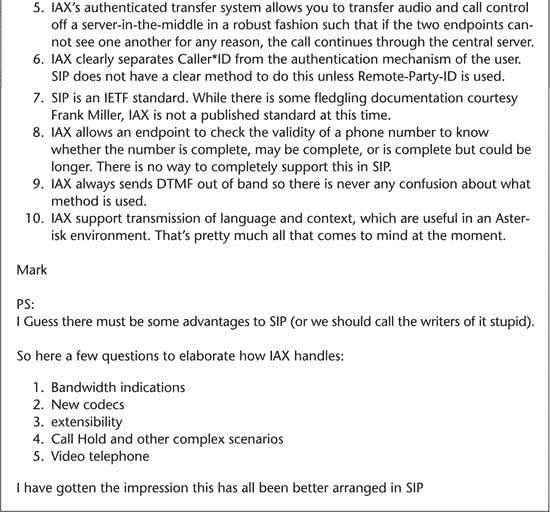 5. IAX's authenticated transfer system allows you to transfer audio and call control
off a server-in-the-middle in a robust fashion such that if the two endpoints can-
not see one another for any reason, the call continues through the central server.
6. IAX clearly separates Caller*ID from the authentication mechanism of the user.
SIP does not have a clear method to do this unless Remote-Party-ID is used.
7. SIP is an IETF standard. While there is some fledgling documentation courtesy
Frank Miller, IAX is not a published standard at this time.
8. IAX allows an endpoint to check the validity of a phone number to know
whether the number is complete, may be complete, or is complete but could be
longer. There is no way to completely support this in SIP.
9. IAX always sends DTMF out of band so there is never any confusion about what
method is used.
10. IAX support transmission of language and context, which are useful in an Aster-
isk environment. That's pretty much all that comes to mind at the moment.
Mark
PS:
I Guess there must be some advantages to SIP (or we should call the writers of it stupid).
So here a few questions to elaborate how IAX handles:
1. Bandwidth indications
2. New codecs
3. extensibility
4. Call Hold and other complex scenarios
5. Video telephone
I have gotten the impression this has all been better arranged in SIP